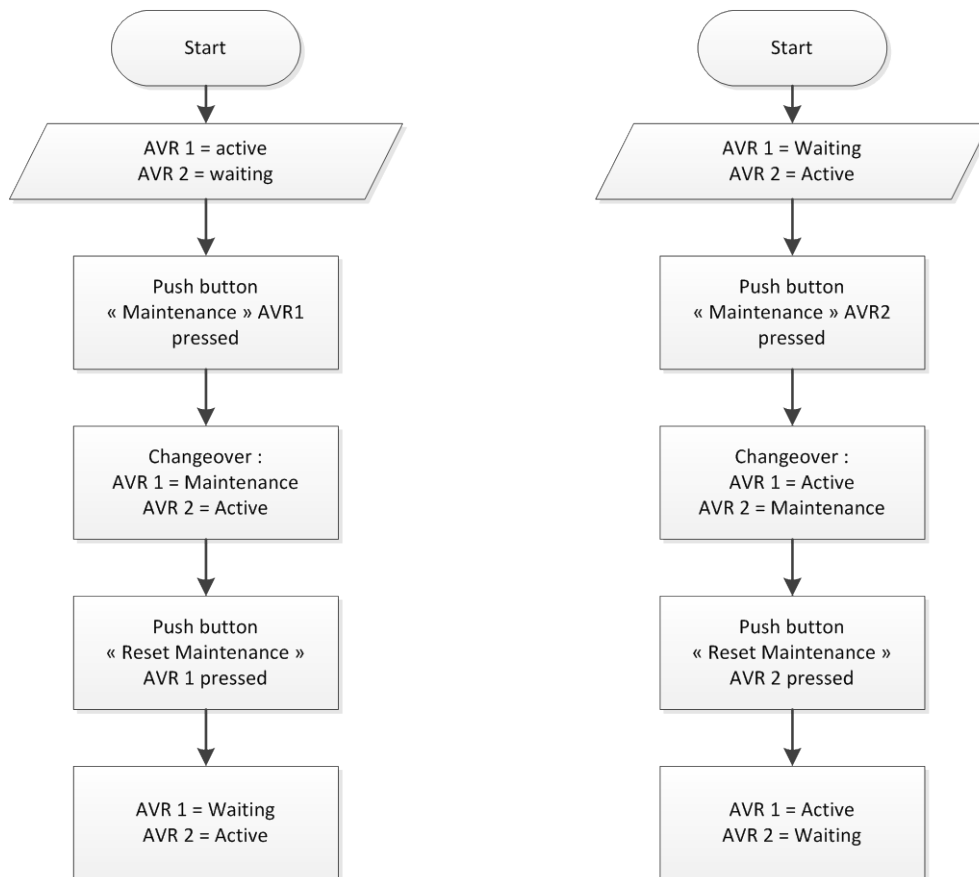 Start
AVR 1 = active
AVR 2 = waiting
Push button
« Maintenance » AVR1
pressed
Changeover :
AVR 1 = Maintenance
AVR 2 = Active
Push button
« Reset Maintenance »
AVR 1 pressed
AVR 1 = Waiting
AVR 2 = Active
Start
AVR 1 = Waiting
AVR 2 = Active
Push button
« Maintenance » AVR2
pressed
Changeover :
AVR 1 = Active
AVR 2 = Maintenance
Push button
« Reset Maintenance »
AVR 2 pressed
AVR 1 = Active
AVR 2 = Waiting